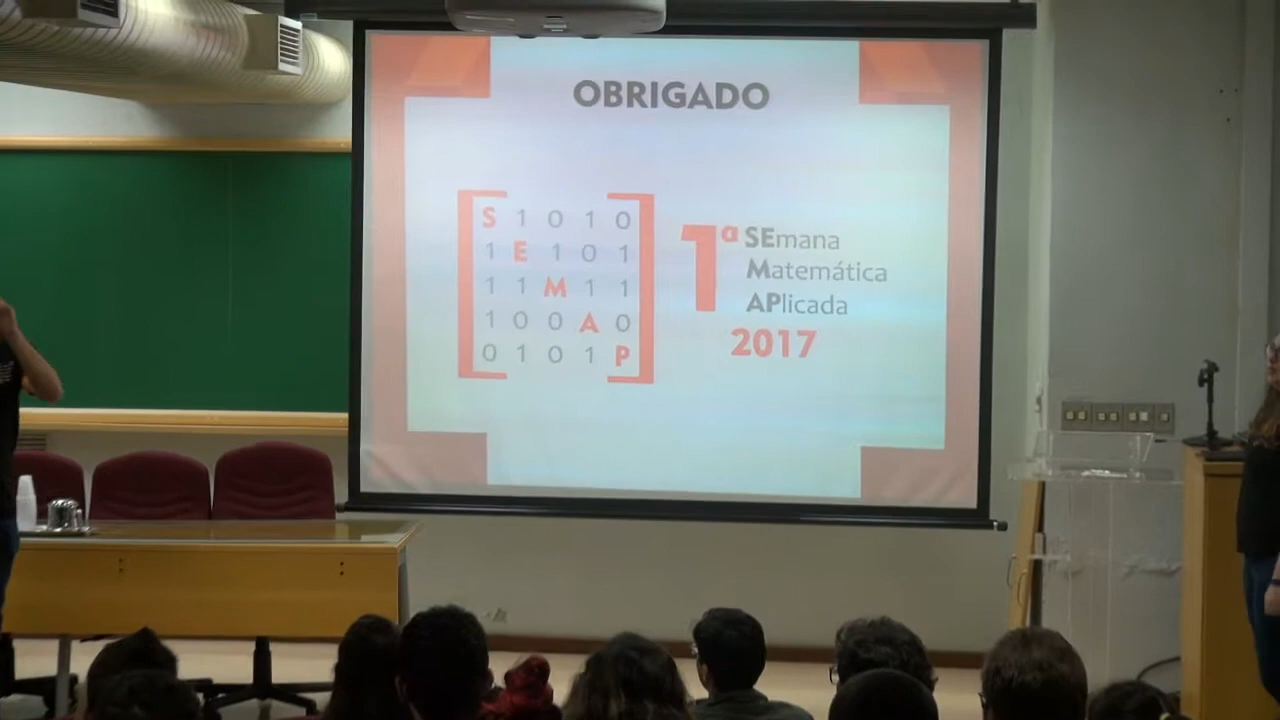 OBRIGADO
S 1 0 1 0
1 E 1 0 1
1 1 M 1 1
1 0 0 A 0
0 1 0 1 P
1ª SEmana
Matemática
APlicada
2017